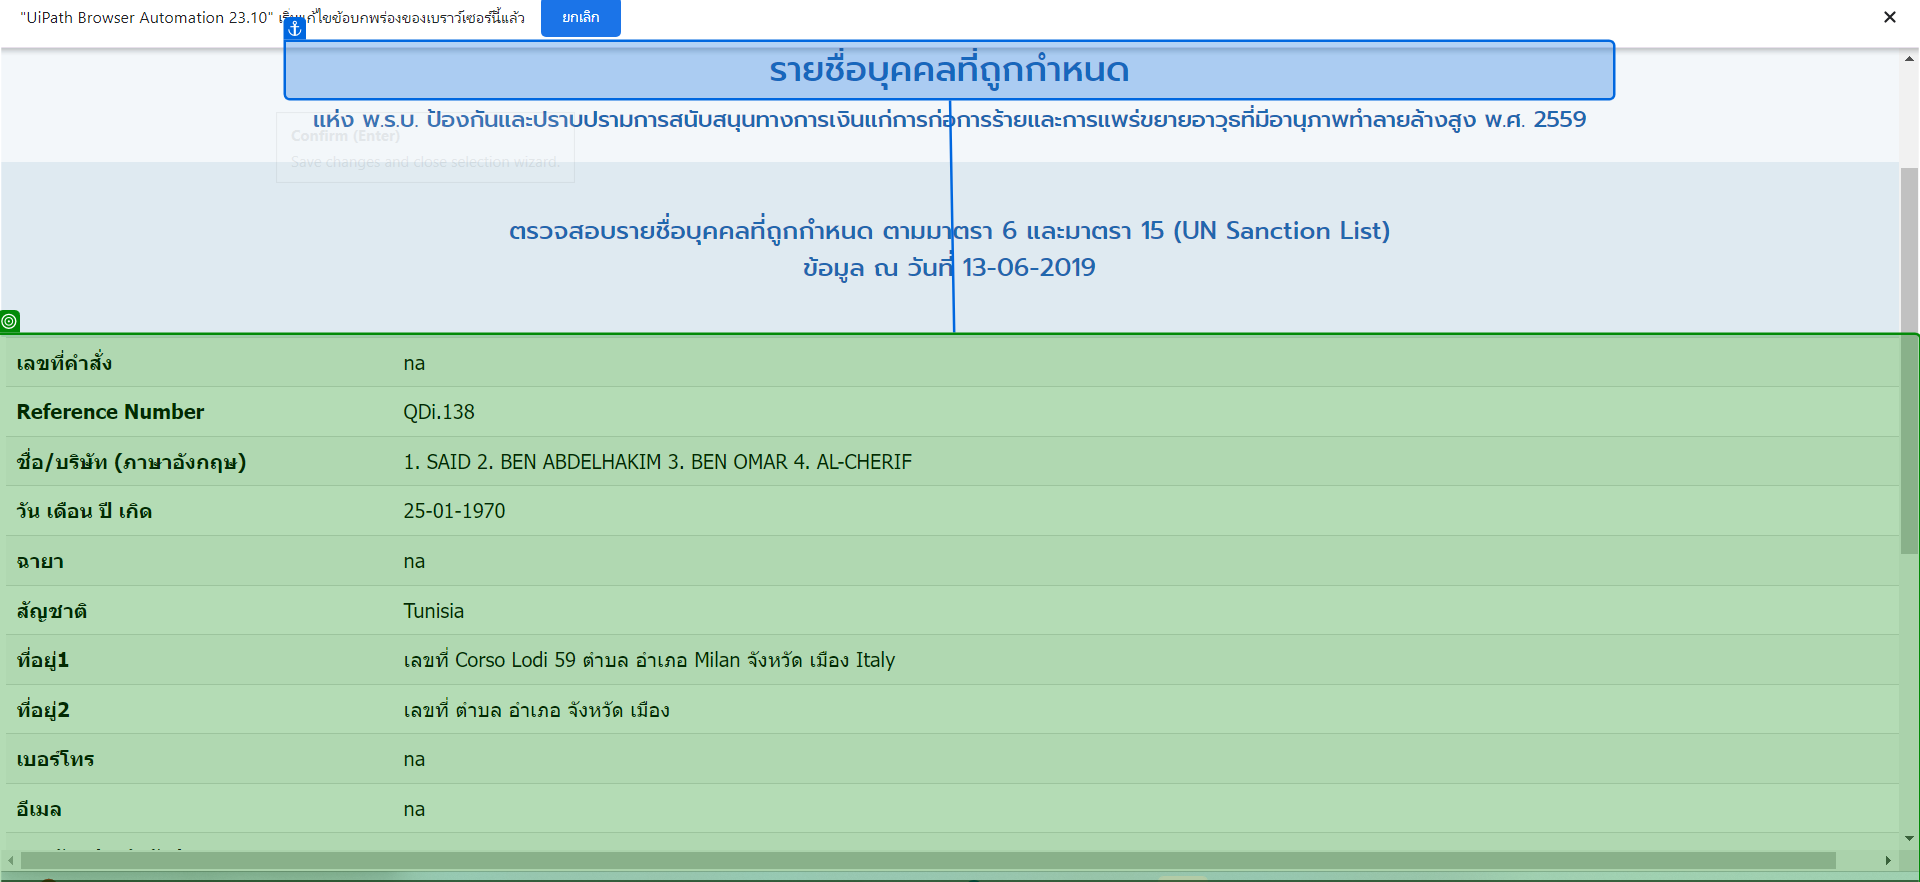 "UiPath Browser Automation 23.10" เริ่มแก้ไขข้อบกพร่องของเบราว์เซอร์นี้แล้ว ยกเลิก
รายชื่อบุคคลที่ถูกกำหนด
แห่ง พ.ร.บ. ป้องกันและปราบปรามการสนับสนุนทางการเงินแก่การก่อการร้ายและการแพร่ขยายอาวุธที่มีอานุภาพทำลายล้างสูง พ.ศ. 2559
Confirm (Enter)
Save changes and close selection wizard.
ตรวจสอบรายชื่อบุคคลที่ถูกกำหนด ตามมาตรา 6 และมาตรา 15 (UN Sanction List)
ข้อมูล ณ วันที่ 13-06-2019
เลขที่คำสั่ง na
Reference Number QDi.138
ชื่อ/บริษัท (ภาษาอังกฤษ) 1. SAID 2. BEN ABDELHAKIM 3. BEN OMAR 4. AL-CHERIF
วัน เดือน ปี เกิด 25-01-1970
ฉายา na
สัญชาติ Tunisia
ที่อยู่1 เลขที่ Corso Lodi 59 ตำบล อำเภอ Milan จังหวัด เมือง Italy
ที่อยู่2 เลขที่ ตำบล อำเภอ จังหวัด เมือง
เบอร์โทร na
อีเมล na